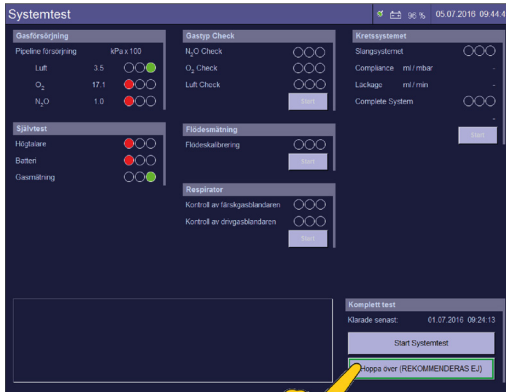 Systemtest
96 %
05.07.2016 09:44:4
Gasförsörjning
Pipeline försörjning kPa x 100
Luft 3.5
O2 17.1
N2O 1.0
Självtest
Högtalare
Batteri
Gasmätning
Gastyp Check
N2O Check
O2 Check
Luft Check
Start
Flödesmätning
Flödeskalibrering
Start
Respirator
Kontroll av färskgasblandaren
Kontroll av drivgasblandaren
Start
Kretssystemet
Slangsystemet
Compliance ml / mbar -
Läckage ml / min -
Complete System
-
Start
Komplett test
Klarade senast: 01.07.2016 09:24:13
Start Systemtest
Hoppa över (REKOMMENDERAS EJ)